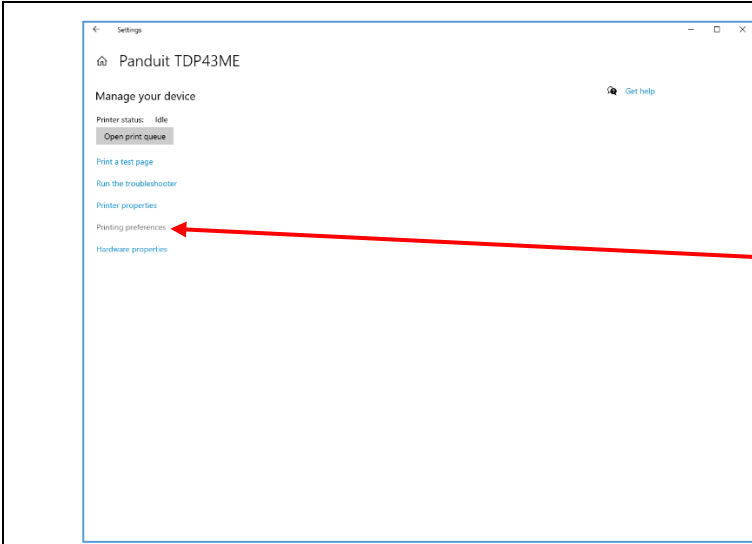 Settings
Panduit TDP43ME
Manage your device
Get help
Printer status: Idle
Open print queue
Print a test page
Run the troubleshooter
Printer properties
Printing preferences
Hardware properties